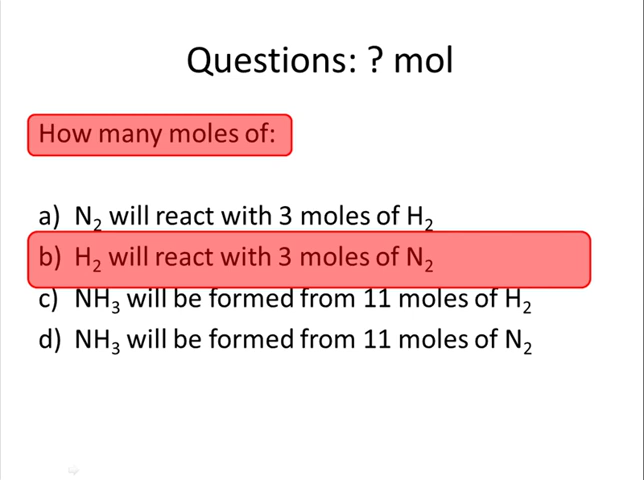 Questions: ? mol
How many moles of:
a) N₂ will react with 3 moles of H₂
b) H₂ will react with 3 moles of N₂
c) NH₃ will be formed from 11 moles of H₂
d) NH₃ will be formed from 11 moles of N₂